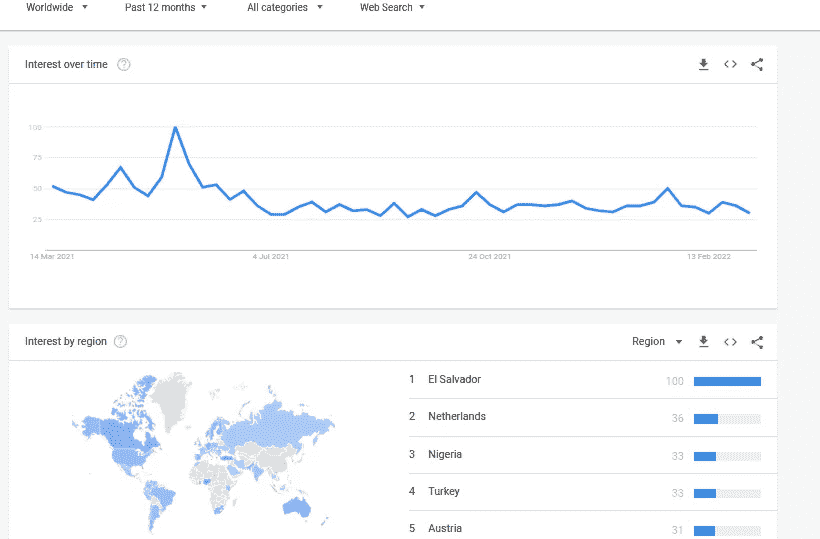 Worldwide Past 12 months All categories Web Search
Interest over time
100
75
50
25
14 Mar 2021 4 Jul 2021 24 Oct 2021 13 Feb 2022
Interest by region Region
1 El Salvador 100
2 Netherlands 36
3 Nigeria 33
4 Turkey 33
5 Austria 31